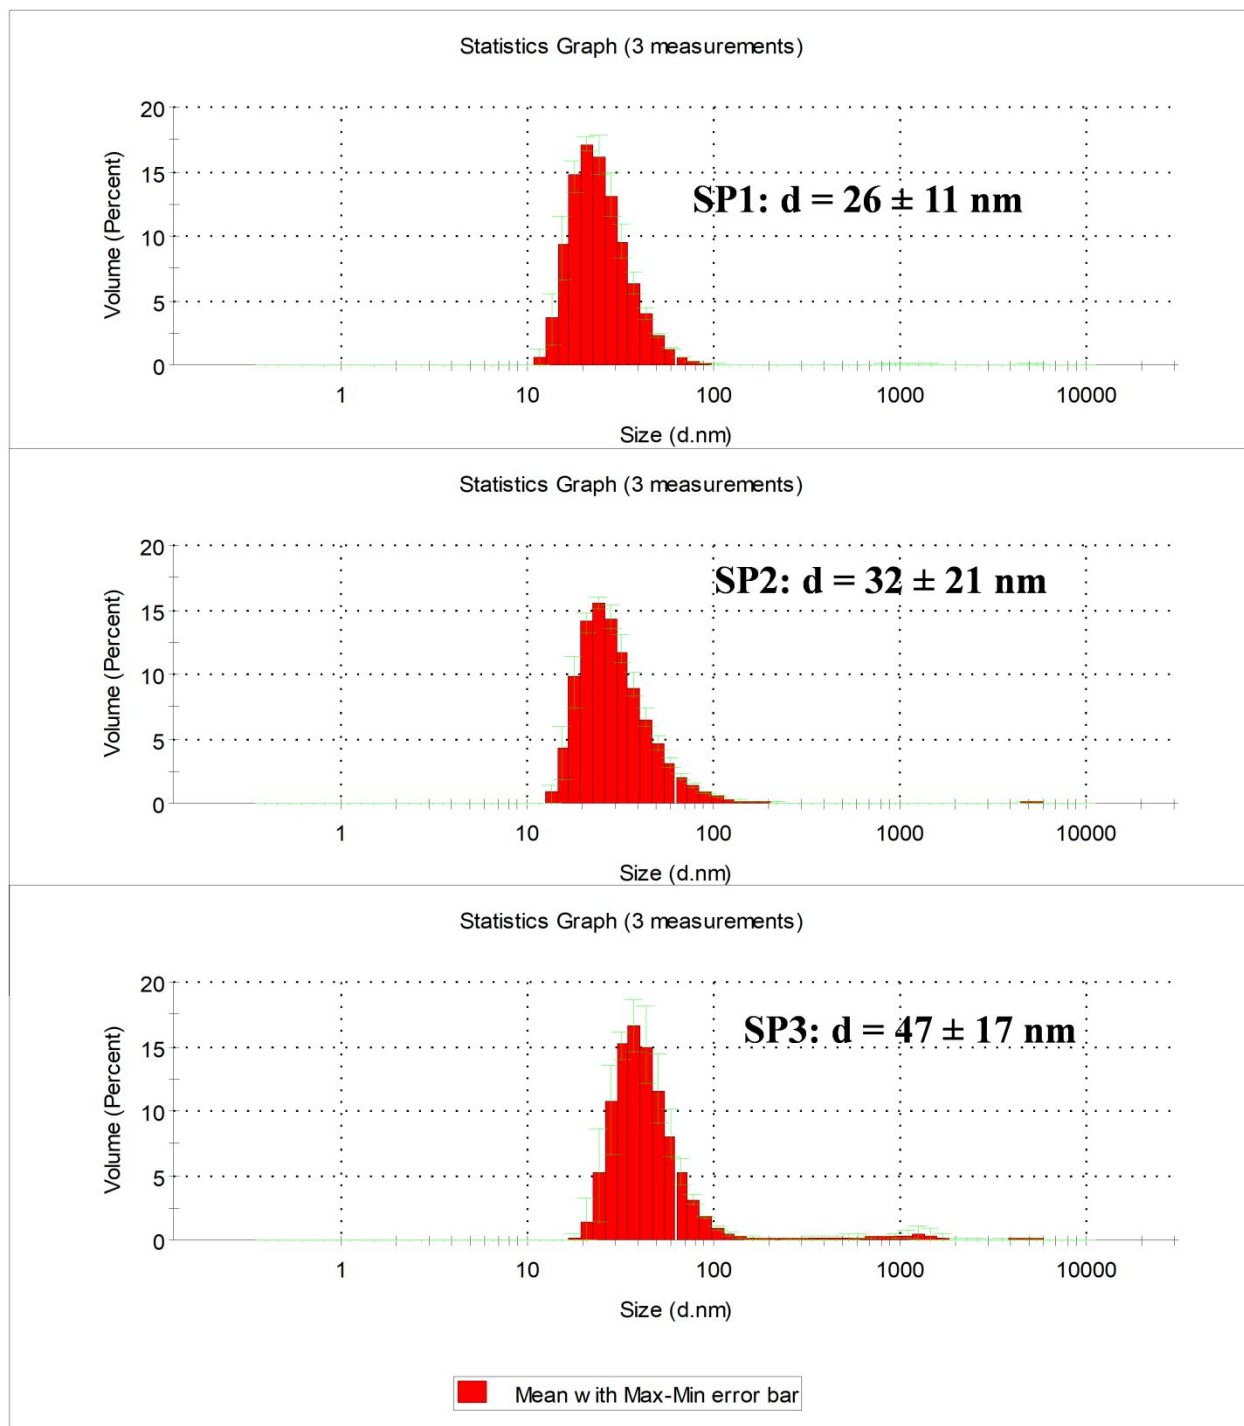 Statistics Graph (3 measurements)
20
15
10
5
0
Volume (Percent)
SP1: d = 26 ± 11 nm
1 10 100 1000 10000
Size (d.nm)
Statistics Graph (3 measurements)
20
15
10
5
0
Volume (Percent)
SP2: d = 32 ± 21 nm
1 10 100 1000 10000
Size (d.nm)
Statistics Graph (3 measurements)
20
15
10
5
0
Volume (Percent)
SP3: d = 47 ± 17 nm
1 10 100 1000 10000
Size (d.nm)
Mean with Max-Min error bar